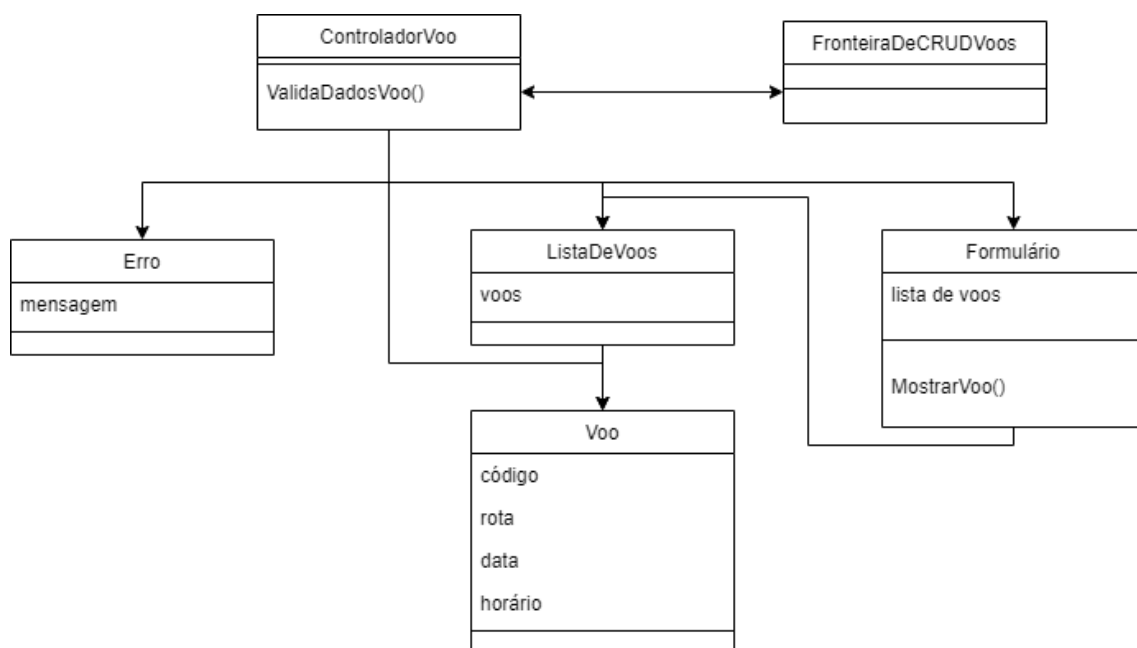 ControladorVoo
ValidaDadosVoo()
FronteiraDeCRUDVoos
Erro
mensagem
ListaDeVoos
voos
Formulário
lista de voos
MostrarVoo()
Voo
código
rota
data
horário